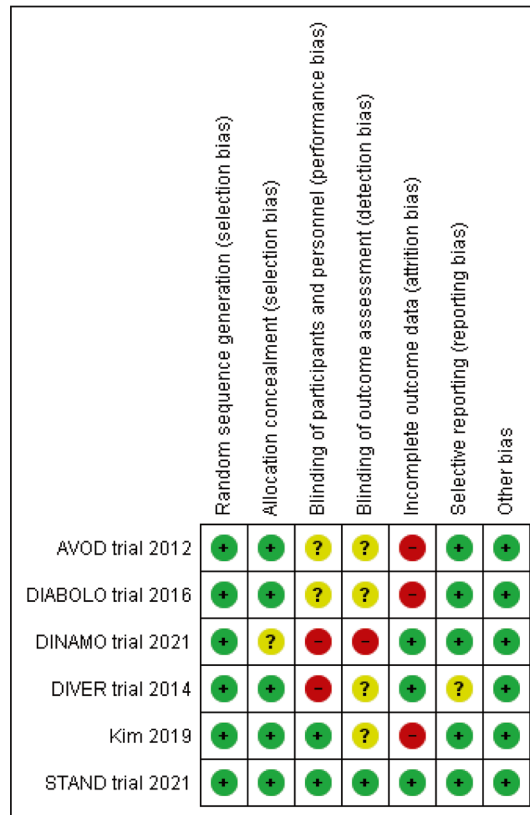 Random sequence generation (selection bias)
Allocation concealment (selection bias)
Blinding of participants and personnel (performance bias)
Blinding of outcome assessment (detection bias)
Incomplete outcome data (attrition bias)
Selective reporting (reporting bias)
Other bias
AVOD trial 2012 + + ? ? - + +
DIABOLO trial 2016 + + ? ? - + +
DINAMO trial 2021 + ? - - + + +
DIVER trial 2014 + + - ? + ? +
Kim 2019 + + + ? - + +
STAND trial 2021 + + + + + + +